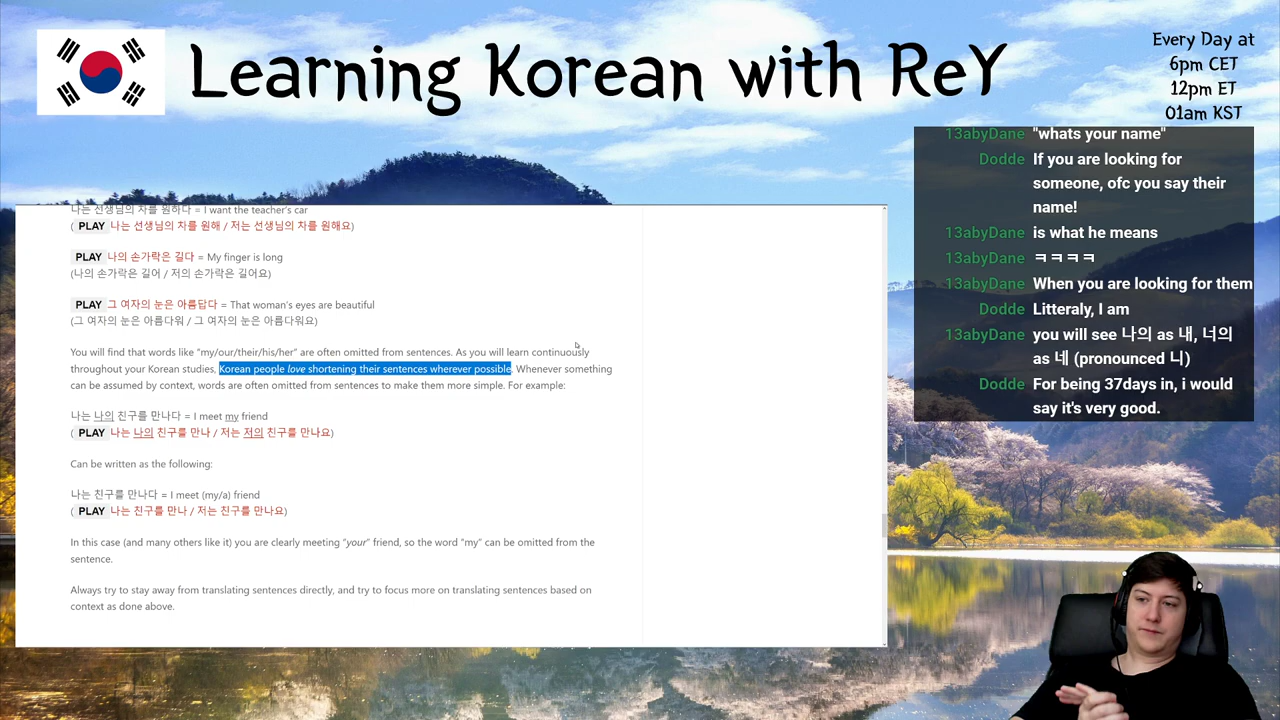 Learning Korean with ReY
Every Day at
6pm CET
12pm ET
01am KST
나는 선생님의 차를 원하다 = I want the teacher's car
( PLAY 나는 선생님의 차를 원해 / 저는 선생님의 차를 원해요)
PLAY 나의 손가락은 길다 = My finger is long
(나의 손가락은 길어 / 저의 손가락은 길어요)
PLAY 그 여자의 눈은 아름답다 = That woman's eyes are beautiful
(그 여자의 눈은 아름다워 / 그 여자의 눈은 아름다워요)
You will find that words like "my/our/their/his/her" are often omitted from sentences. As you will learn continuously
throughout your Korean studies, Korean people love shortening their sentences wherever possible. Whenever something
can be assumed by context, words are often omitted from sentences to make them more simple. For example:
나는 나의 친구를 만나다 = I meet my friend
( PLAY 나는 나의 친구를 만나 / 저는 저의 친구를 만나요)
Can be written as the following:
나는 친구를 만나다 = I meet (my/a) friend
( PLAY 나는 친구를 만나 / 저는 친구를 만나요)
In this case (and many others like it) you are clearly meeting "your" friend, so the word "my" can be omitted from the
sentence.
Always try to stay away from translating sentences directly, and try to focus more on translating sentences based on
context as done above.
13abyDane "whats your name"
Dodde If you are looking for
someone, ofc you say their
name!
13abyDane is what he means
13abyDane ㅋㅋㅋㅋ
13abyDane When you are looking for them
Dodde Litteraly, I am
13abyDane you will see 나의 as 내, 너의
as 네 (pronounced 니)
Dodde For being 37days in, i would
say it's very good.